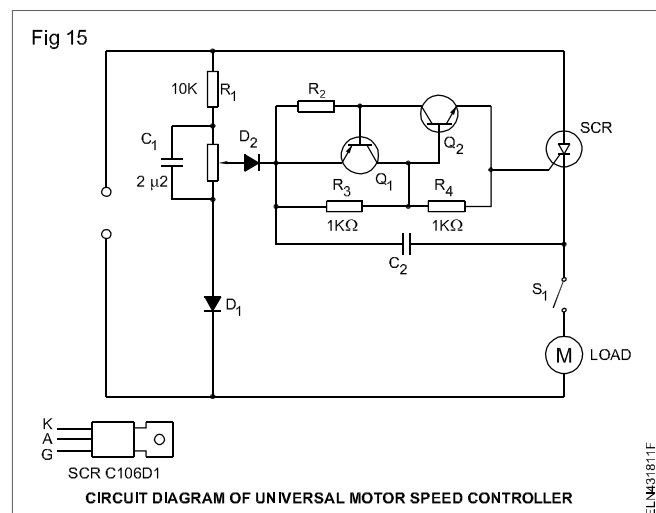 Fig 15
10K R1
R2
C1
D2
SCR
Q2
2 µ2
Q1
R3
R4
1KΩ
1KΩ
C2
S1
D1
M LOAD
K
A
G
SCR C106D1
CIRCUIT DIAGRAM OF UNIVERSAL MOTOR SPEED CONTROLLER
ELN431811F